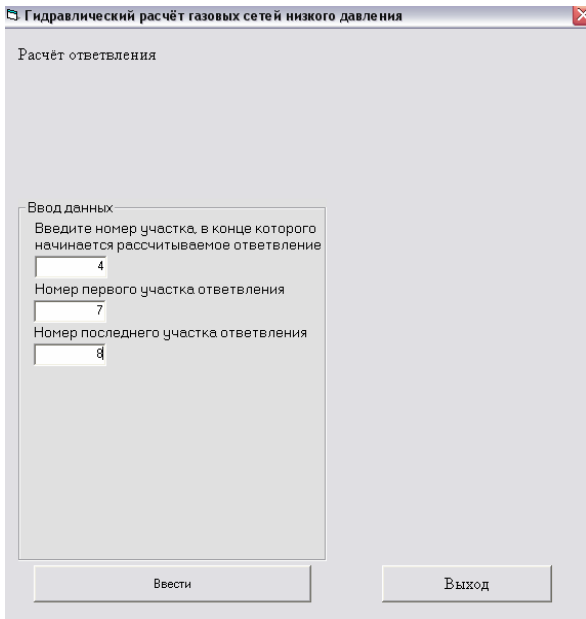 Гидравлический расчёт газовых сетей низкого давления
Расчёт ответвления
Ввод данных
Введите номер участка, в конце которого
начинается рассчитываемое ответвление
4
Номер первого участка ответвления
7
Номер последнего участка ответвления
8
Ввести
Выход